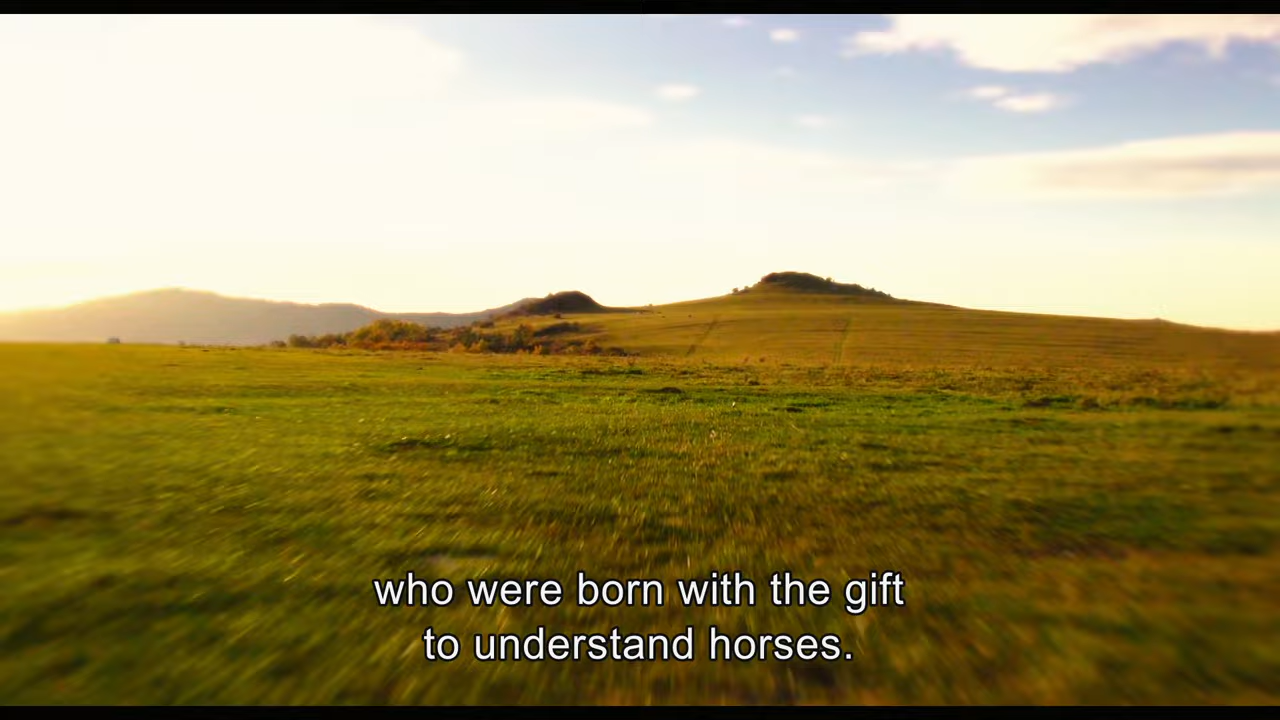 who were born with the gift
to understand horses.